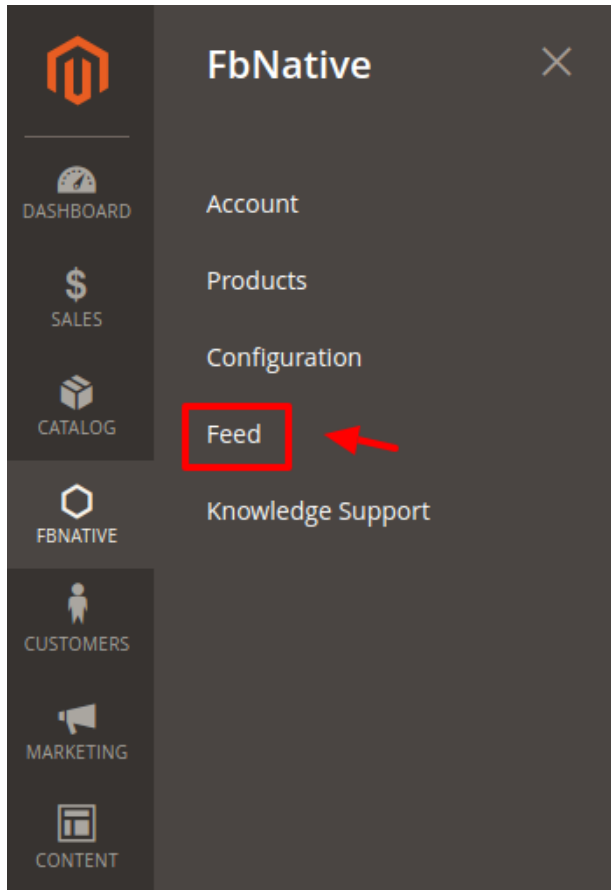 FbNative
DASHBOARD
SALES
CATALOG
FBNATIVE
CUSTOMERS
MARKETING
CONTENT
Account
Products
Configuration
Feed
Knowledge Support